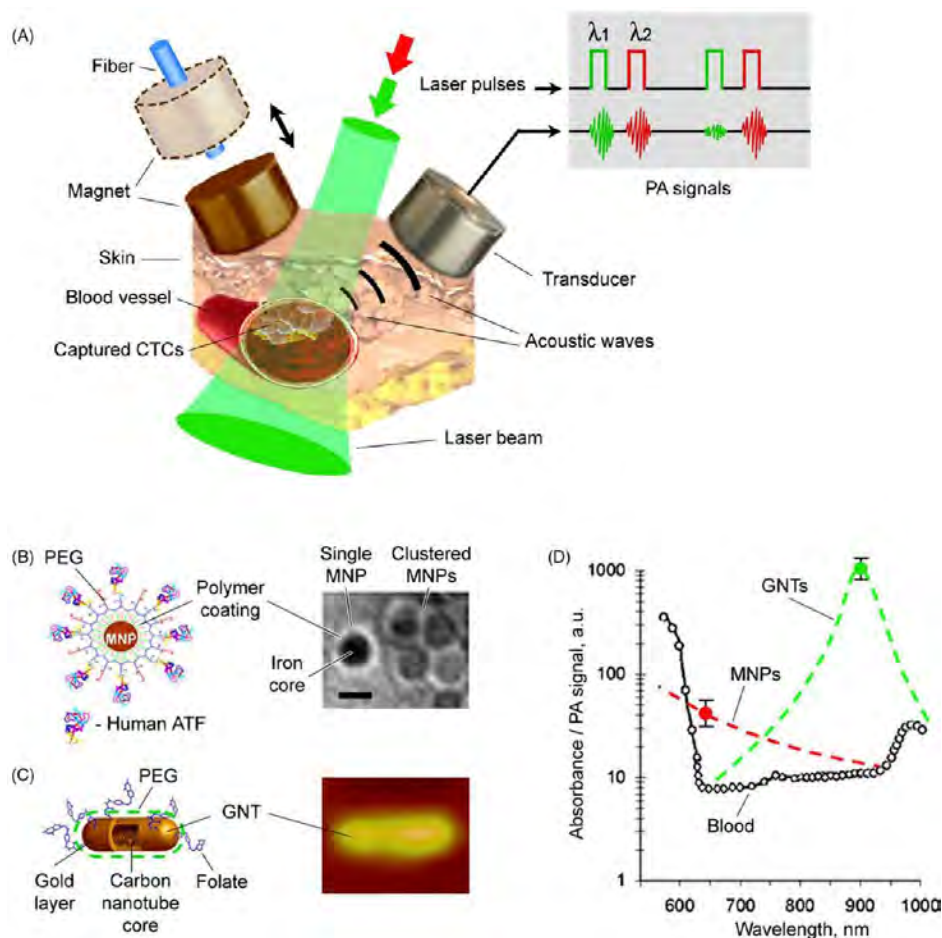 (A)
Fiber
Magnet
Skin
Blood vessel
Captured CTCs
λ1 λ2
Laser pulses
PA signals
Transducer
Acoustic waves
Laser beam
(B)
PEG
Polymer
coating
MNP
- Human ATF
Single
MNP
Clustered
MNPs
Iron
core
(C)
PEG
GNT
Gold
layer
Carbon
nanotube
core
Folate
(D)
Absorbance / PA signal, a.u.
1000
100
10
1
GNTs
MNPs
Blood
600 700 800 900 1000
Wavelength, nm